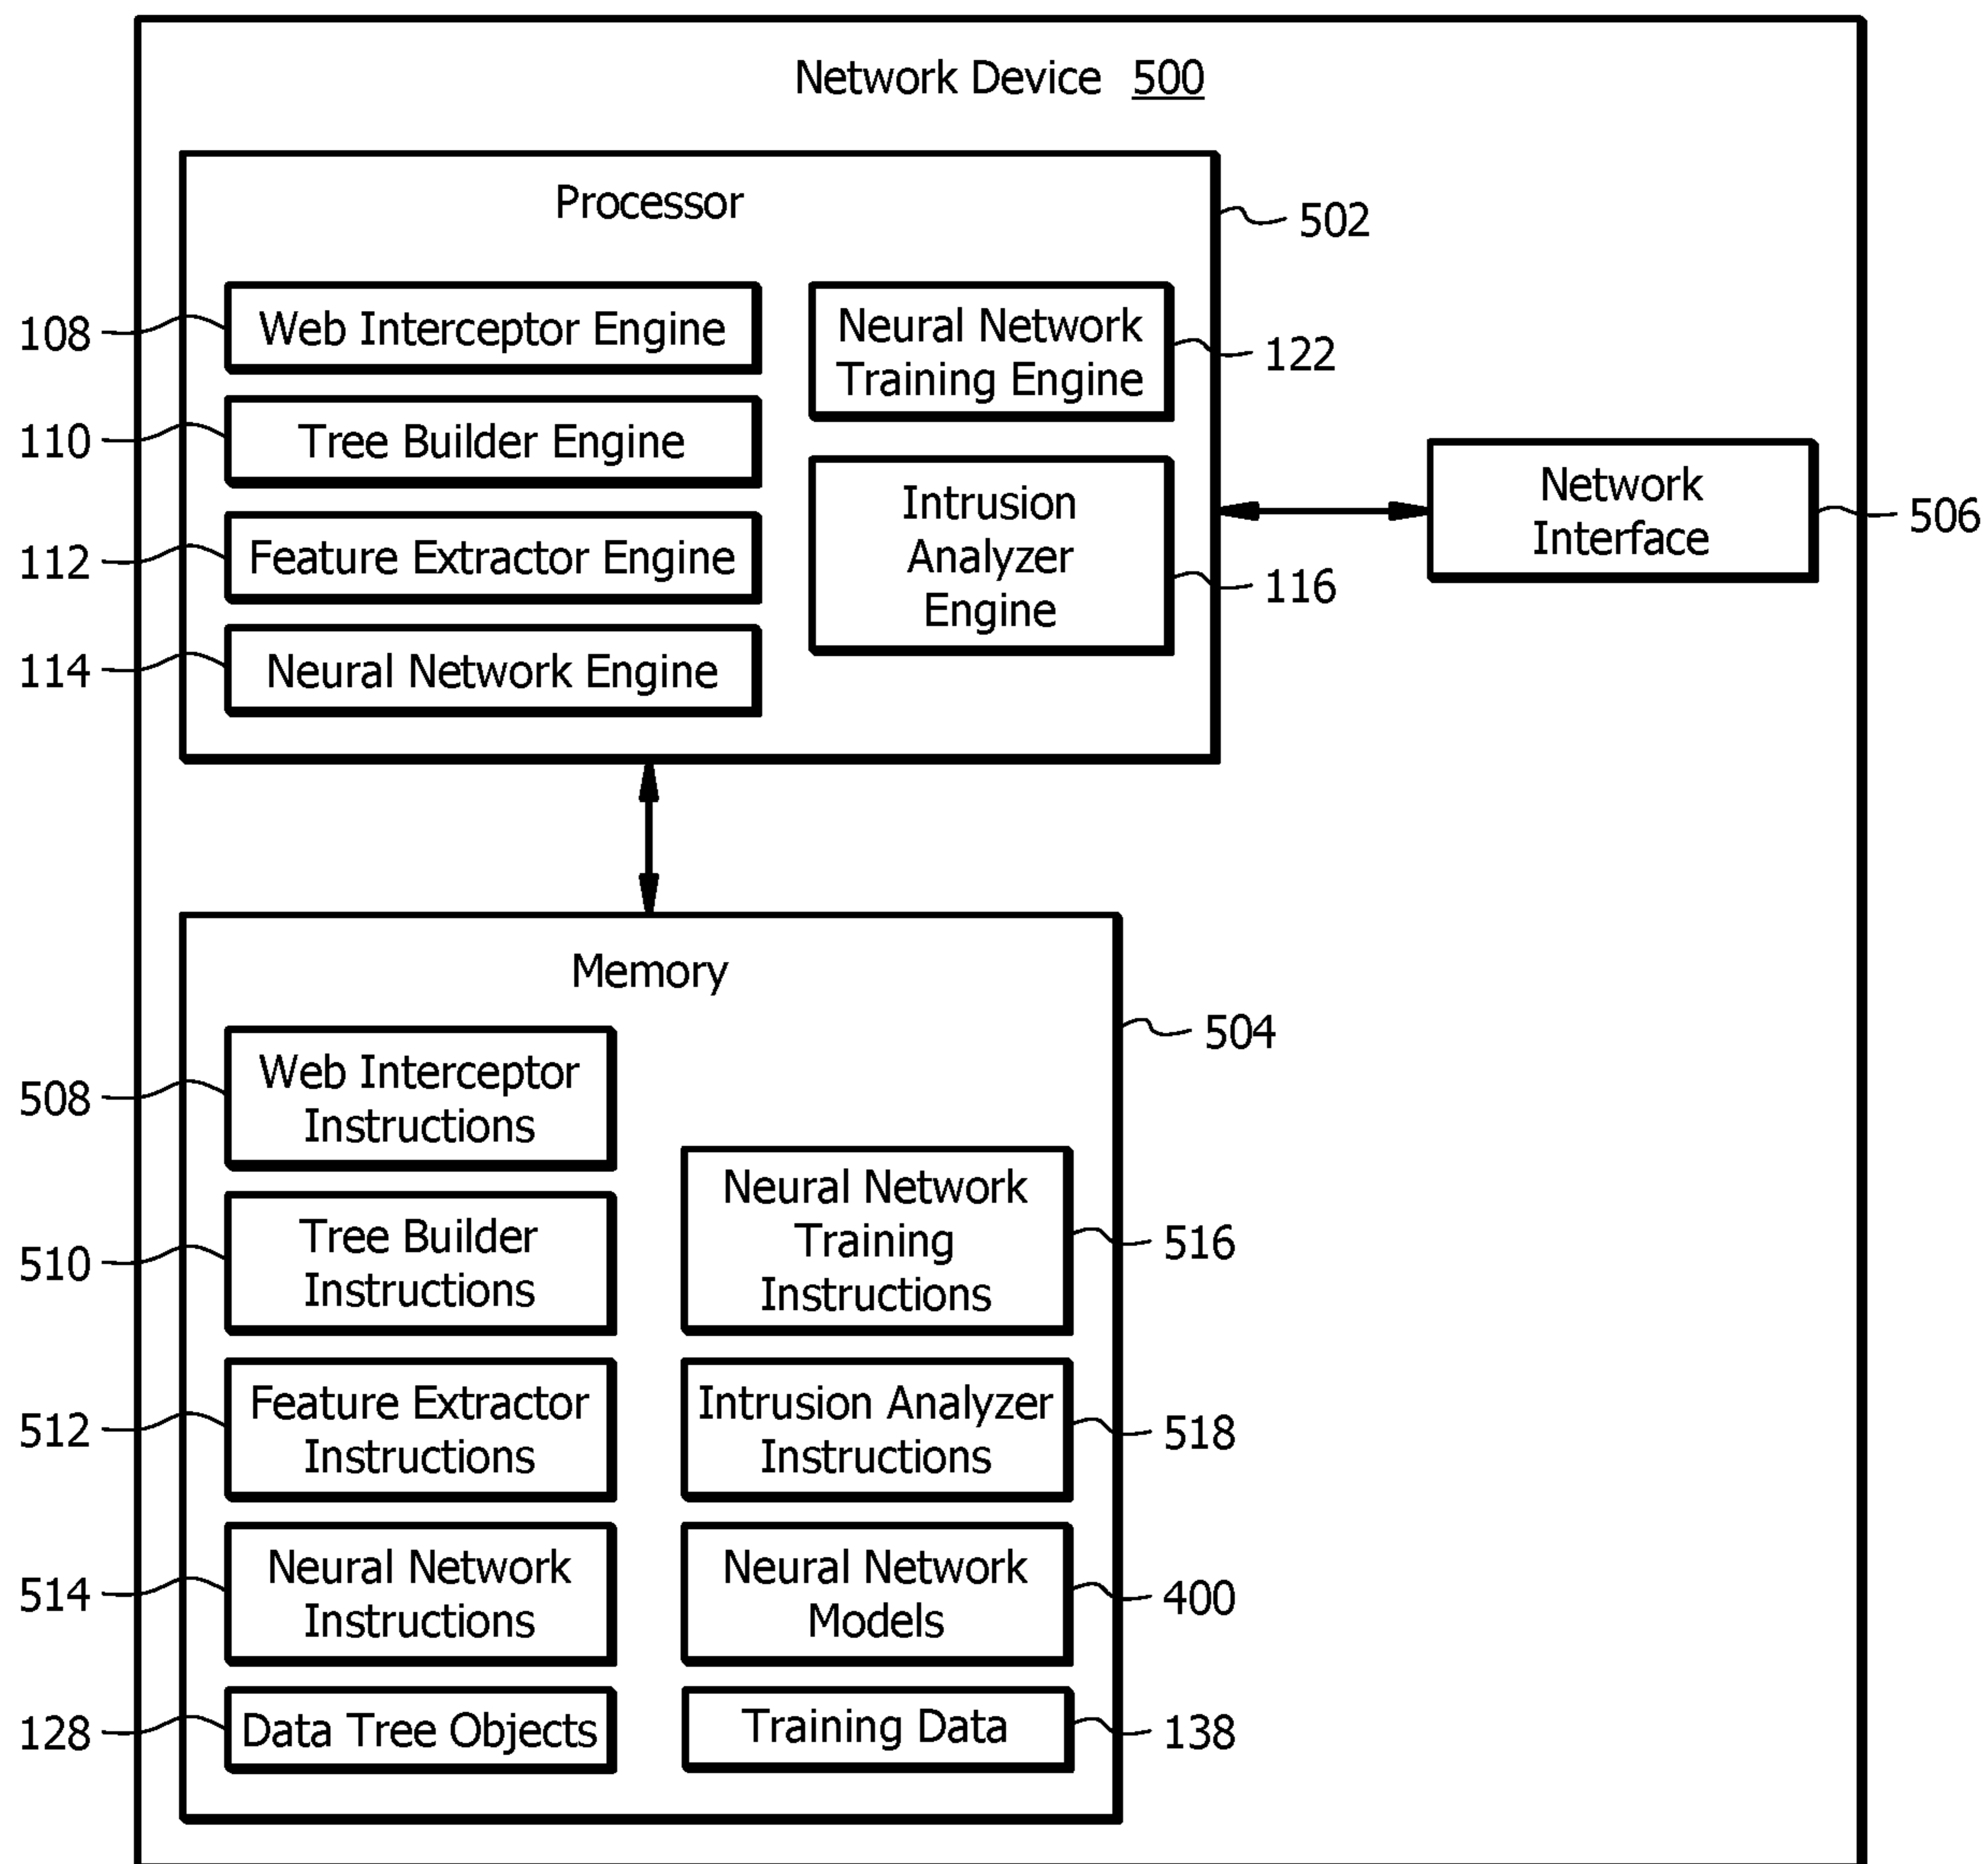 Network Device 500
Processor
502
108
Web Interceptor Engine
Neural Network
Training Engine
122
110
Tree Builder Engine
Intrusion
Analyzer
Engine
116
Network
Interface
506
112
Feature Extractor Engine
114
Neural Network Engine
Memory
504
508
Web Interceptor
Instructions
510
Tree Builder
Instructions
Neural Network
Training
Instructions
516
512
Feature Extractor
Instructions
Intrusion Analyzer
Instructions
518
514
Neural Network
Instructions
Neural Network
Models
400
128
Data Tree Objects
Training Data
138